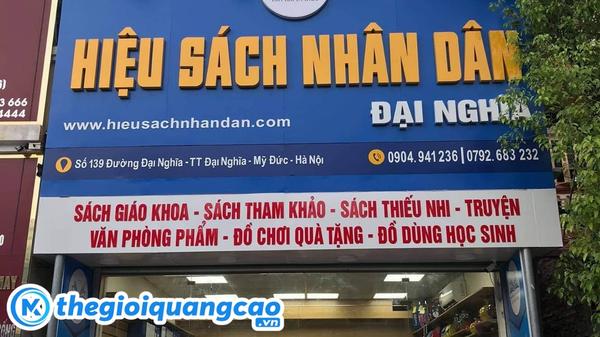 HIỆU SÁCH NHÂN DÂN
ĐẠI NGHĨA
www.hieusachnhandan.com
Số 139 Đường Đại Nghĩa - TT Đại Nghĩa - Mỹ Đức - Hà Nội
0904.941236 | 0792.683 232
SÁCH GIÁO KHOA - SÁCH THAM KHẢO - SÁCH THIẾU NHI - TRUYỆN
VĂN PHÒNG PHẨM - ĐỒ CHƠI QUÀ TẶNG - ĐỒ DÙNG HỌC SINH
thegioiquangcao
.vn